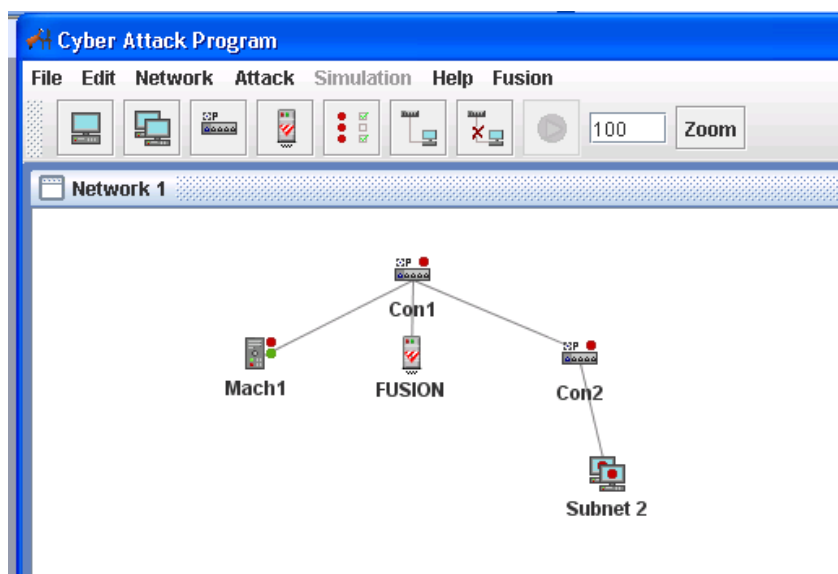 Cyber Attack Program
File Edit Network Attack Simulation Help Fusion
100 Zoom
Network 1
Con1
Mach1 FUSION Con2
Subnet 2